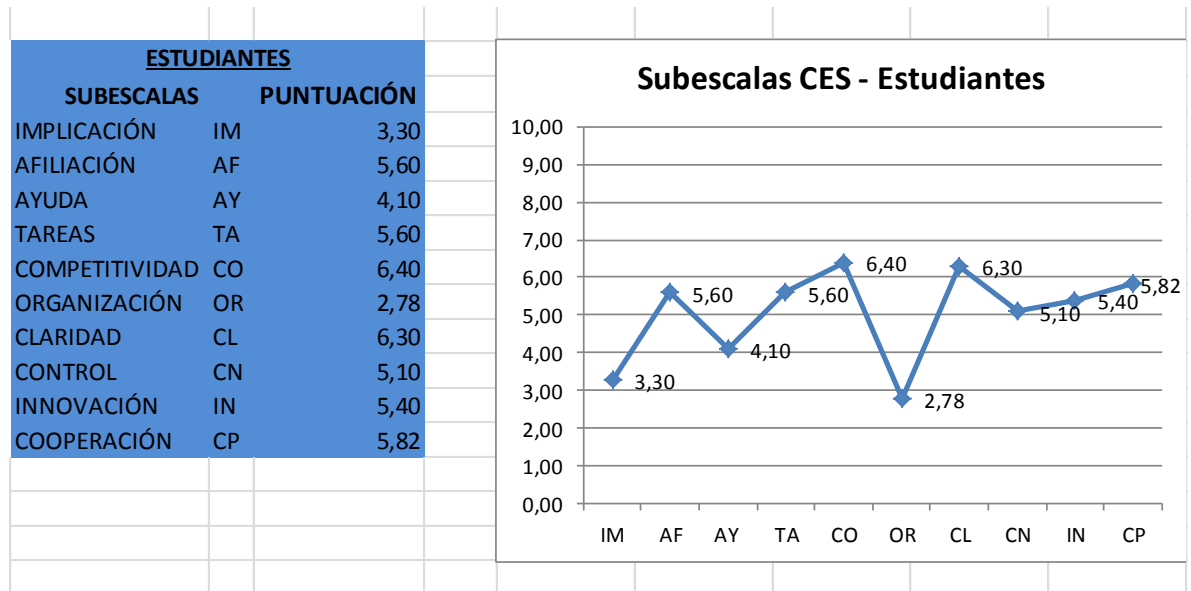 ESTUDIANTES
SUBESCALAS PUNTUACIÓN
IMPLICACIÓN IM 3,30
AFILIACIÓN AF 5,60
AYUDA AY 4,10
TAREAS TA 5,60
COMPETITIVIDAD CO 6,40
ORGANIZACIÓN OR 2,78
CLARIDAD CL 6,30
CONTROL CN 5,10
INNOVACIÓN IN 5,40
COOPERACIÓN CP 5,82
Subescalas CES - Estudiantes
10,00
9,00
8,00
7,00
6,00
5,00
4,00
3,00
2,00
1,00
0,00
3,30
5,60
4,10
5,60
6,40
2,78
6,30
5,10
5,40
5,82
IM AF AY TA CO OR CL CN IN CP